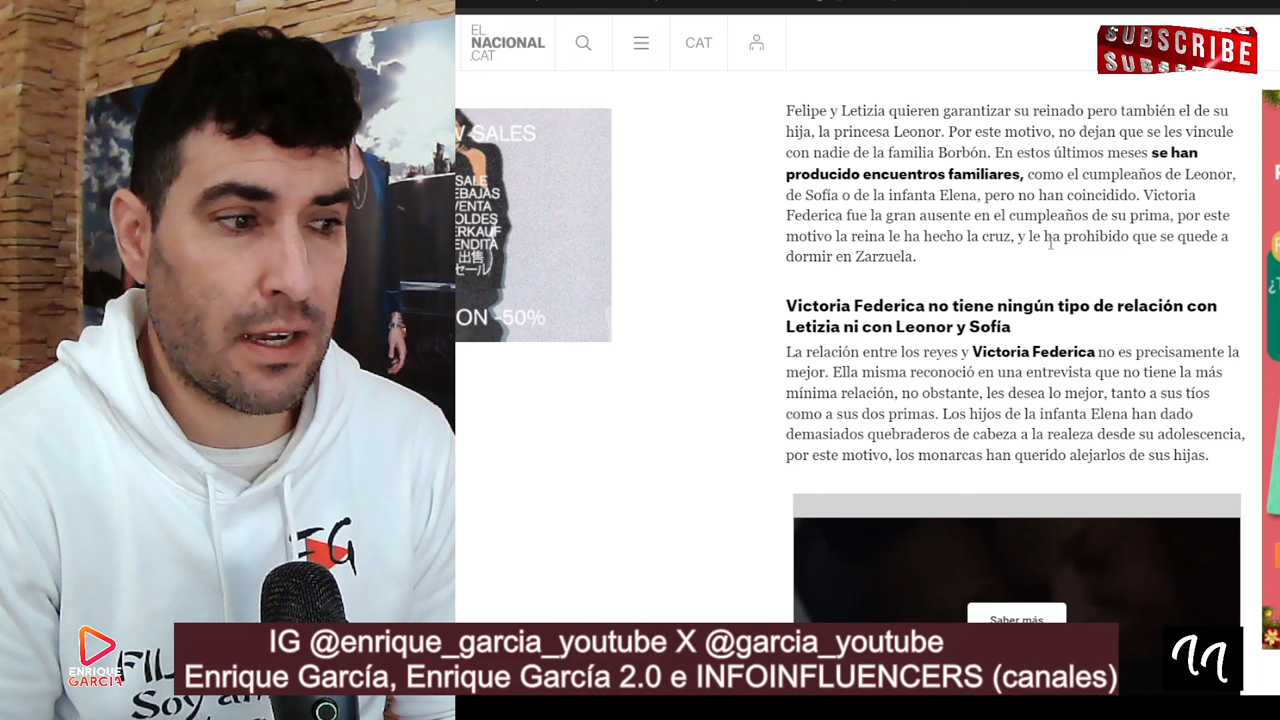 EL
NACIONAL
.CAT
CAT
SUBSCRIBE
Felipe y Letizia quieren garantizar su reinado pero también el de su
hija, la princesa Leonor. Por este motivo, no dejan que se les vincule
con nadie de la familia Borbón. En estos últimos meses se han
producido encuentros familiares, como el cumpleaños de Leonor,
de Sofía o de la infanta Elena, pero no han coincidido. Victoria
Federica fue la gran ausente en el cumpleaños de su prima, por este
motivo la reina le ha hecho la cruz, y le ha prohibido que se quede a
dormir en Zarzuela.
SALES
SALE
EBAJAS
VENTA
OLDES
ERKAUF
ENDITA
出售
セール
ON -50%
Victoria Federica no tiene ningún tipo de relación con
Letizia ni con Leonor y Sofía
La relación entre los reyes y Victoria Federica no es precisamente la
mejor. Ella misma reconoció en una entrevista que no tiene la más
mínima relación, no obstante, les desea lo mejor, tanto a sus tíos
como a sus dos primas. Los hijos de la infanta Elena han dado
demasiados quebraderos de cabeza a la realeza desde su adolescencia,
por este motivo, los monarcas han querido alejarlos de sus hijas.
Saber más
IG @enrique_garcia_youtube X @garcia_youtube
Enrique García, Enrique García 2.0 e INFOINFLUENCERS (canales)
ENRIQUE
GARCÍA
FIL
Soy an